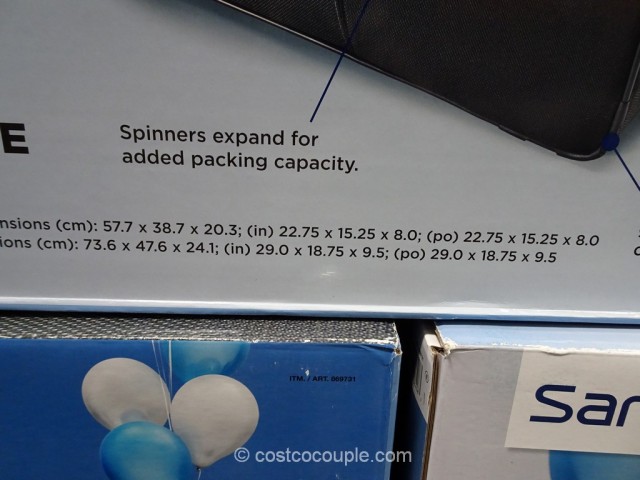 E
Spinners expand for
added packing capacity.
nsions (cm): 57.7 x 38.7 x 20.3; (in) 22.75 x 15.25 x 8.0; (po) 22.75 x 15.25 x 8.0
ions (cm): 73.6 x 47.6 x 24.1; (in) 29.0 x 18.75 x 9.5; (po) 29.0 x 18.75 x 9.5
ITM. / ART. 869731
Sam
© costcocouple.com